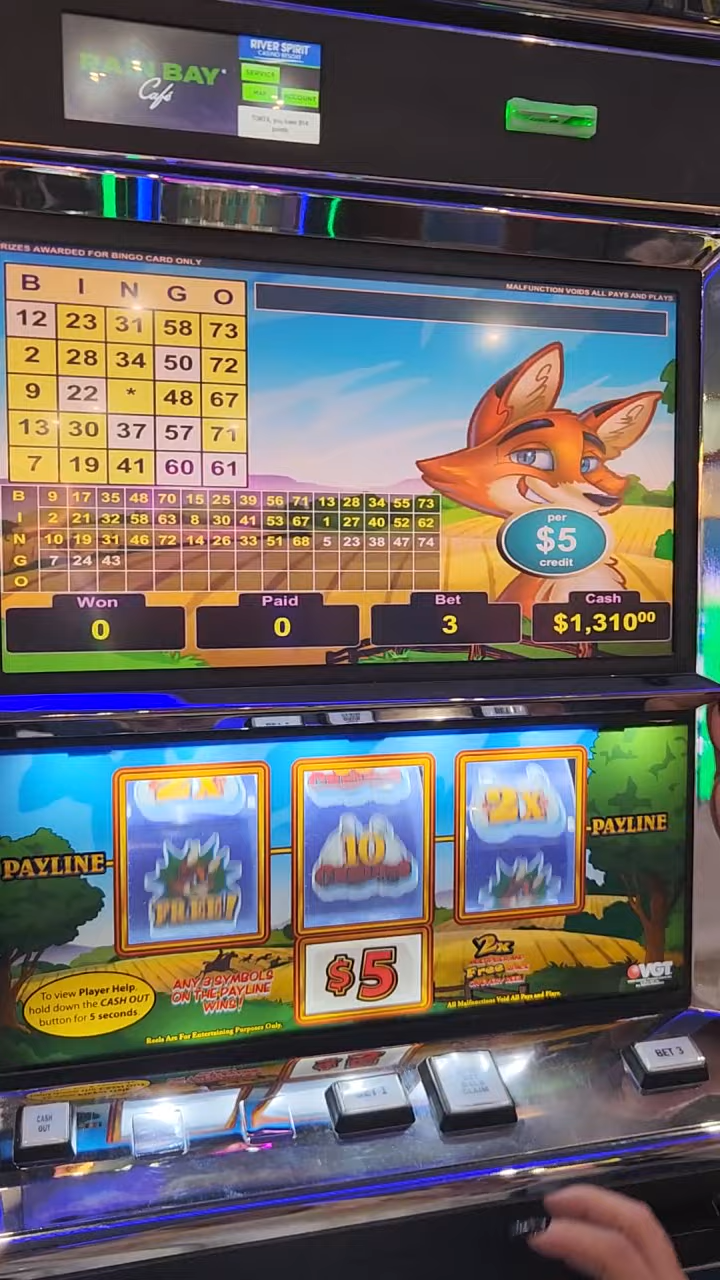 RAIN BAY
Café
RIVER SPIRIT
CASINO RESORT
SERVICE
MAP
ACCOUNT
RIZES AWARDED FOR BINGO CARD ONLY
MALFUNCTION VOIDS ALL PAYS AND PLAYS
B I N G O
12 23 31 58 73
2 28 34 50 72
9 22 * 48 67
13 30 37 57 71
7 19 41 60 61
B 9 17 35 48 70 15 25 39 56 71 13 28 34 55 73
I 2 21 32 58 63 8 30 41 53 67 1 27 40 52 62
N 10 19 31 46 72 14 26 33 51 68 5 23 38 47 74
G 7 24 43
O
per
$5
credit
Won
0
Paid
0
Bet
3
Cash
$1,310⁰⁰
2X
FREE!
10
2X
PAYLINE
PAYLINE
To view Player Help,
hold down the CASH OUT
button for 5 seconds.
ANY 3 SYMBOLS
ON THE PAYLINE
WINS!
$5
2x
Free
VGT
Reels Are For Entertaining Purposes Only.
All Malfunctions Void All Pays and Plays.
CASH
OUT
BET 1
BET 3